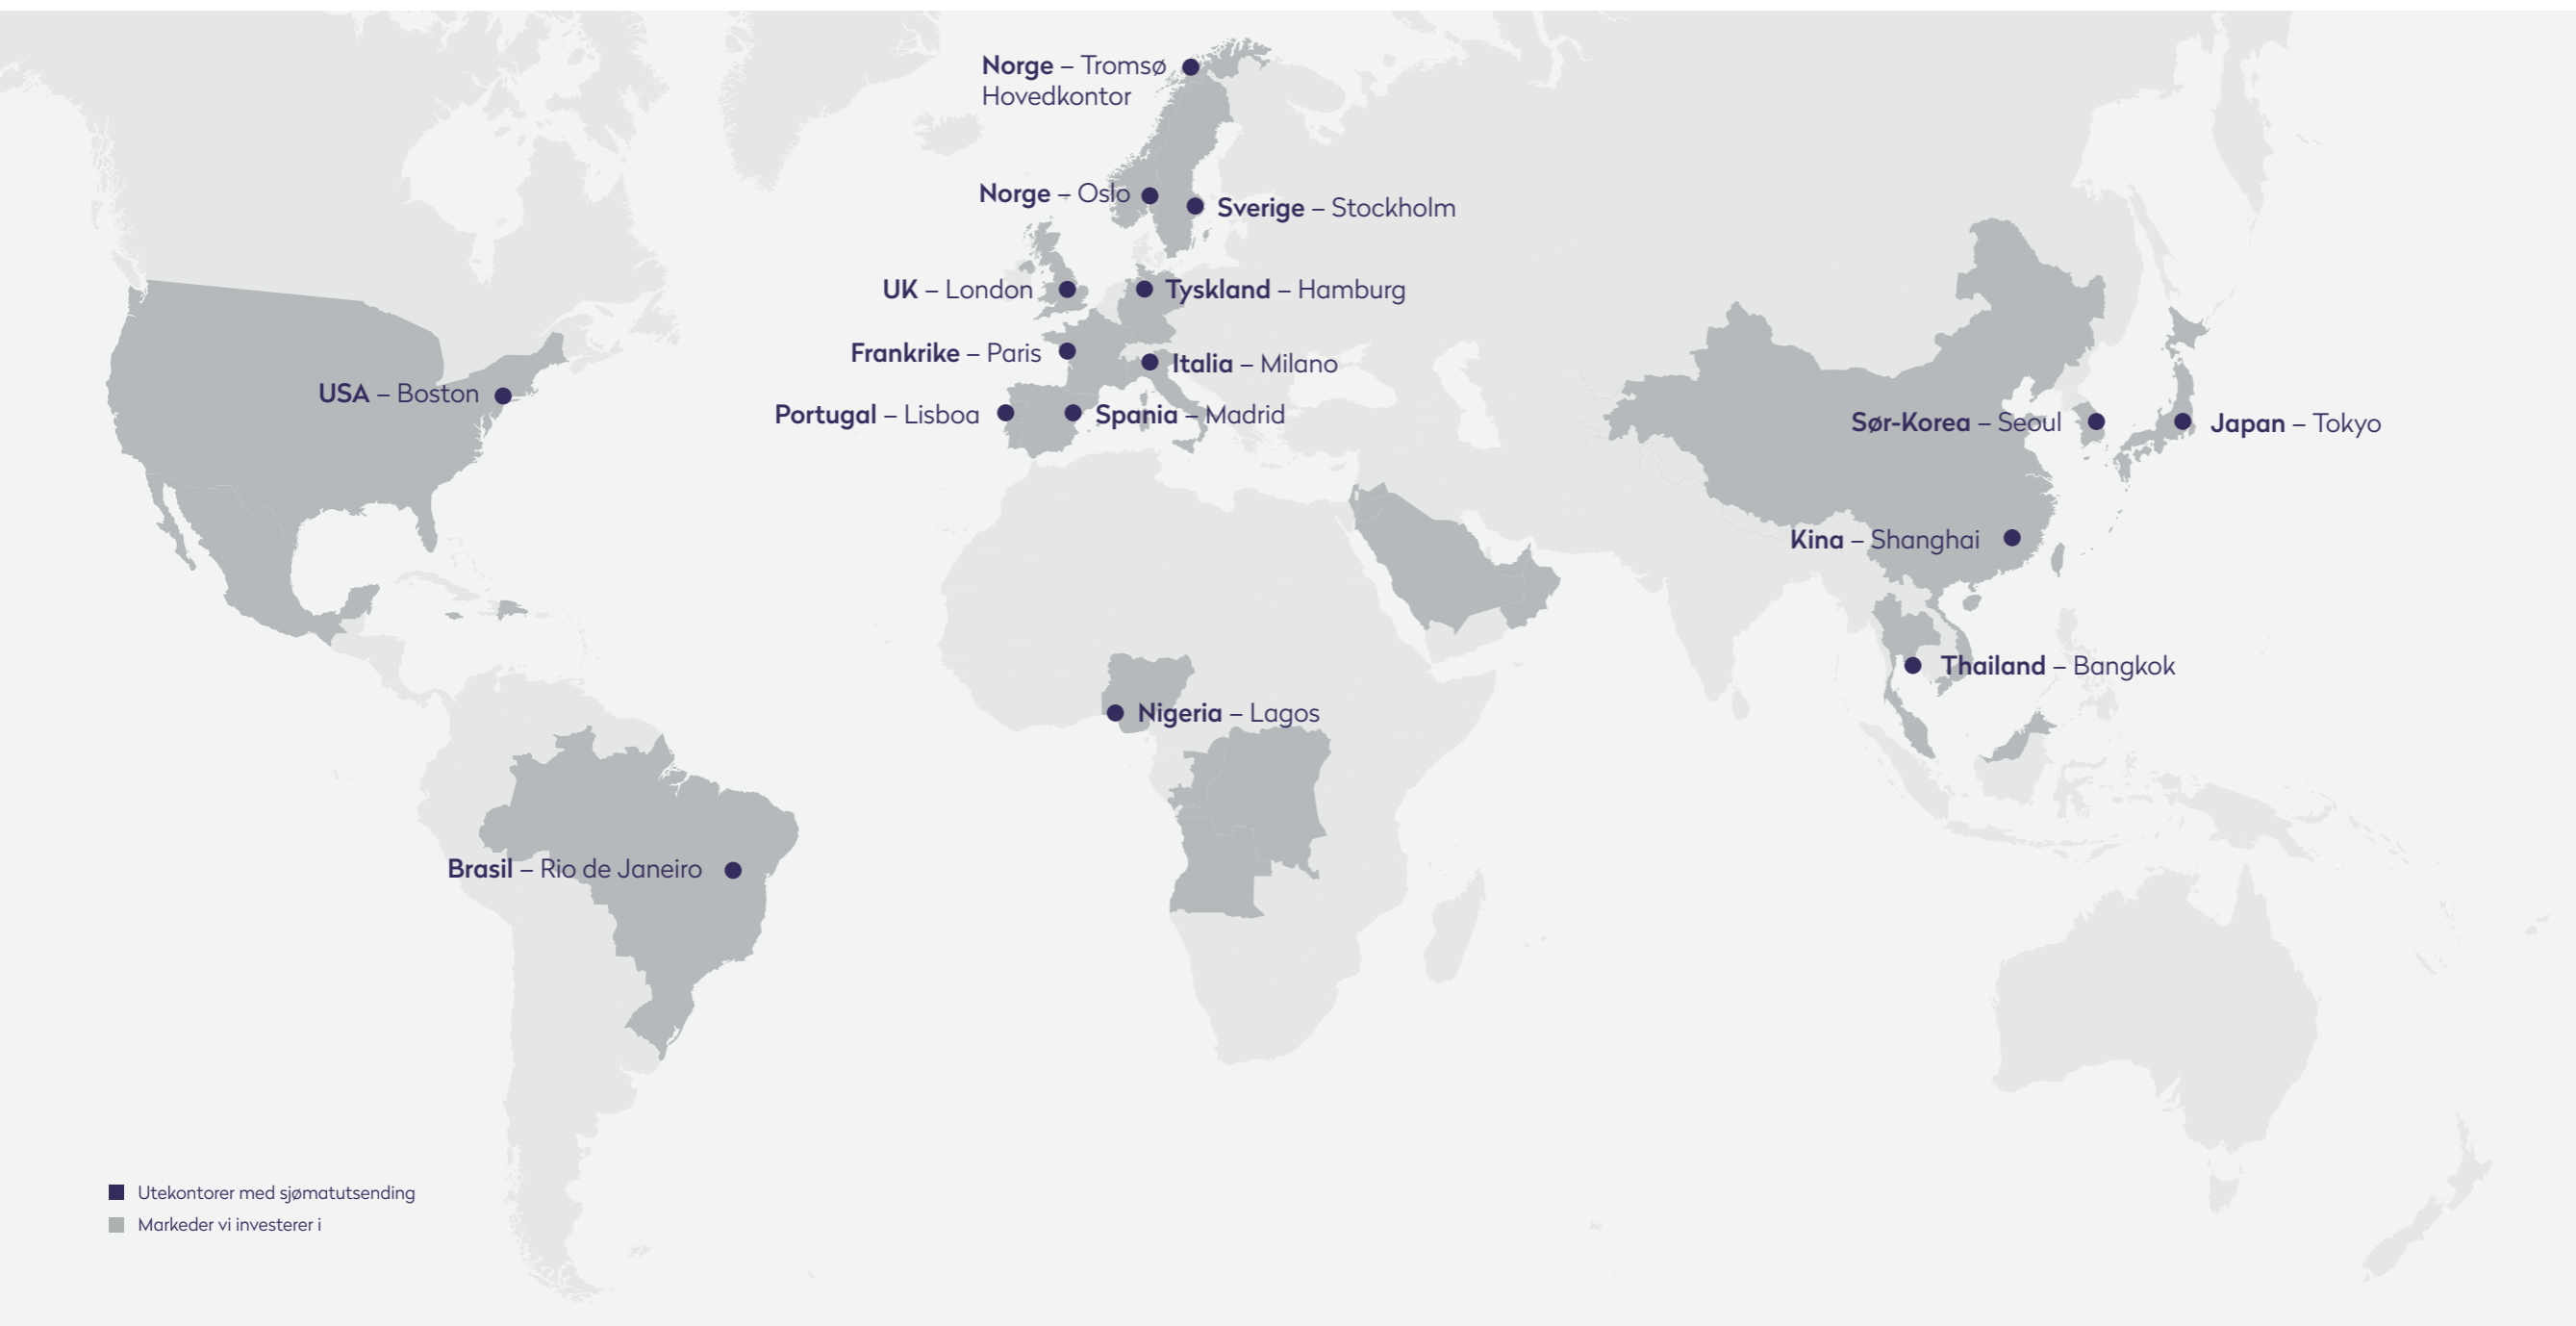 Norge – Tromsø
Hovedkontor
Norge – Oslo
Sverige – Stockholm
UK – London
Tyskland – Hamburg
Frankrike – Paris
Italia – Milano
USA – Boston
Portugal – Lisboa
Spania – Madrid
Sør-Korea – Seoul
Japan – Tokyo
Kina – Shanghai
Thailand – Bangkok
Nigeria – Lagos
Brasil – Rio de Janeiro
Utekontorer med sjømatutsending
Markeder vi investerer i